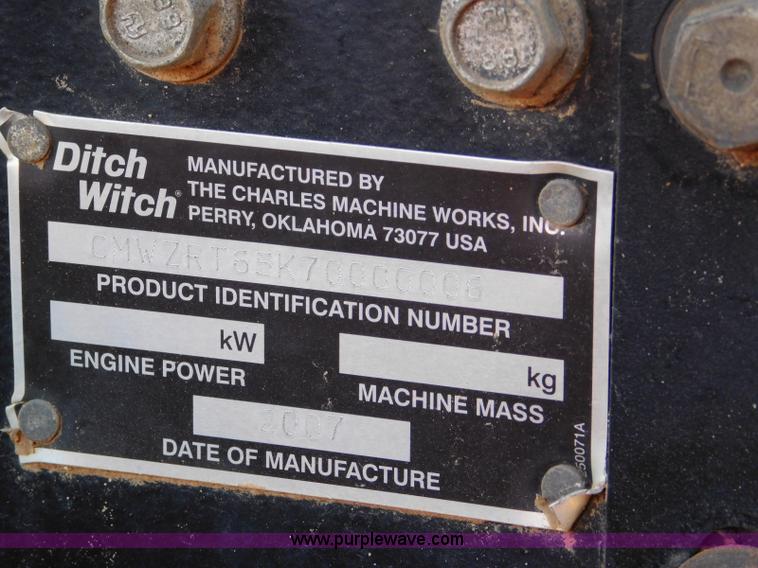 Ditch
Witch®
MANUFACTURED BY
THE CHARLES MACHINE WORKS, INC.
PERRY, OKLAHOMA 73077 USA
CMWZRT65K70000006
PRODUCT IDENTIFICATION NUMBER
kW
ENGINE POWER
kg
MACHINE MASS
2007
DATE OF MANUFACTURE
www.purplewave.com